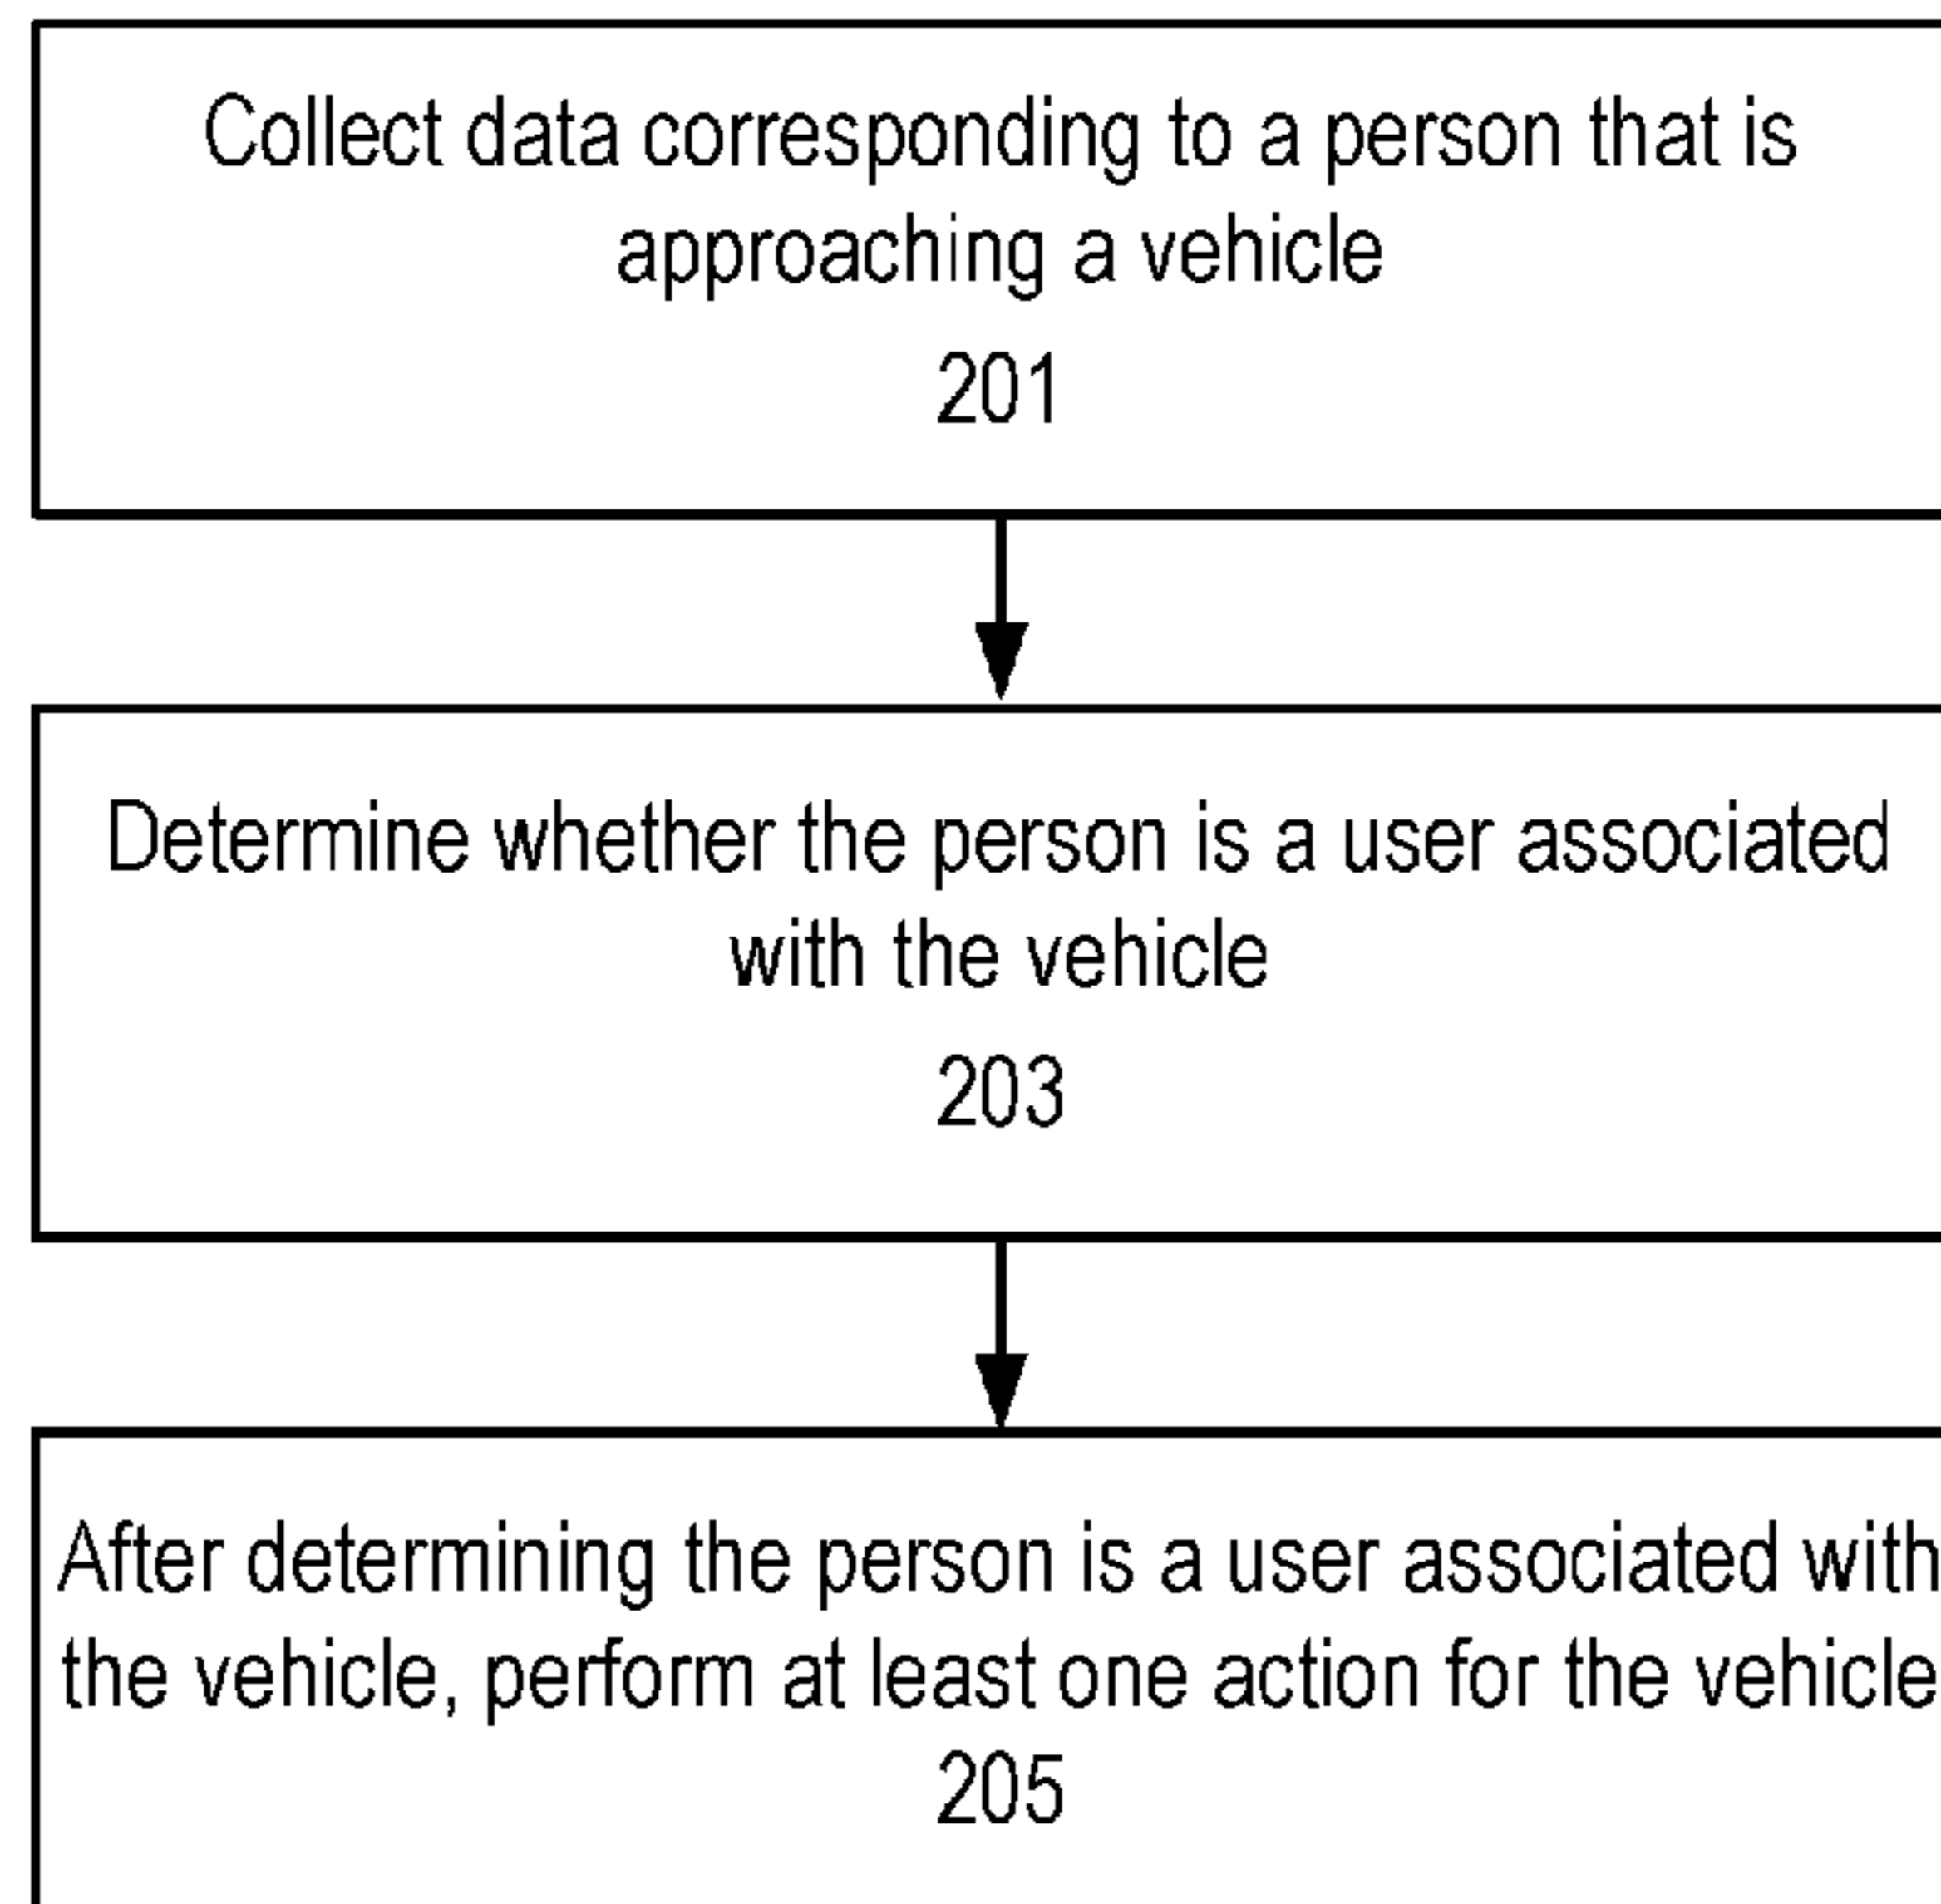 Collect data corresponding to a person that is
approaching a vehicle
201
Determine whether the person is a user associated
with the vehicle
203
After determining the person is a user associated with
the vehicle, perform at least one action for the vehicle
205